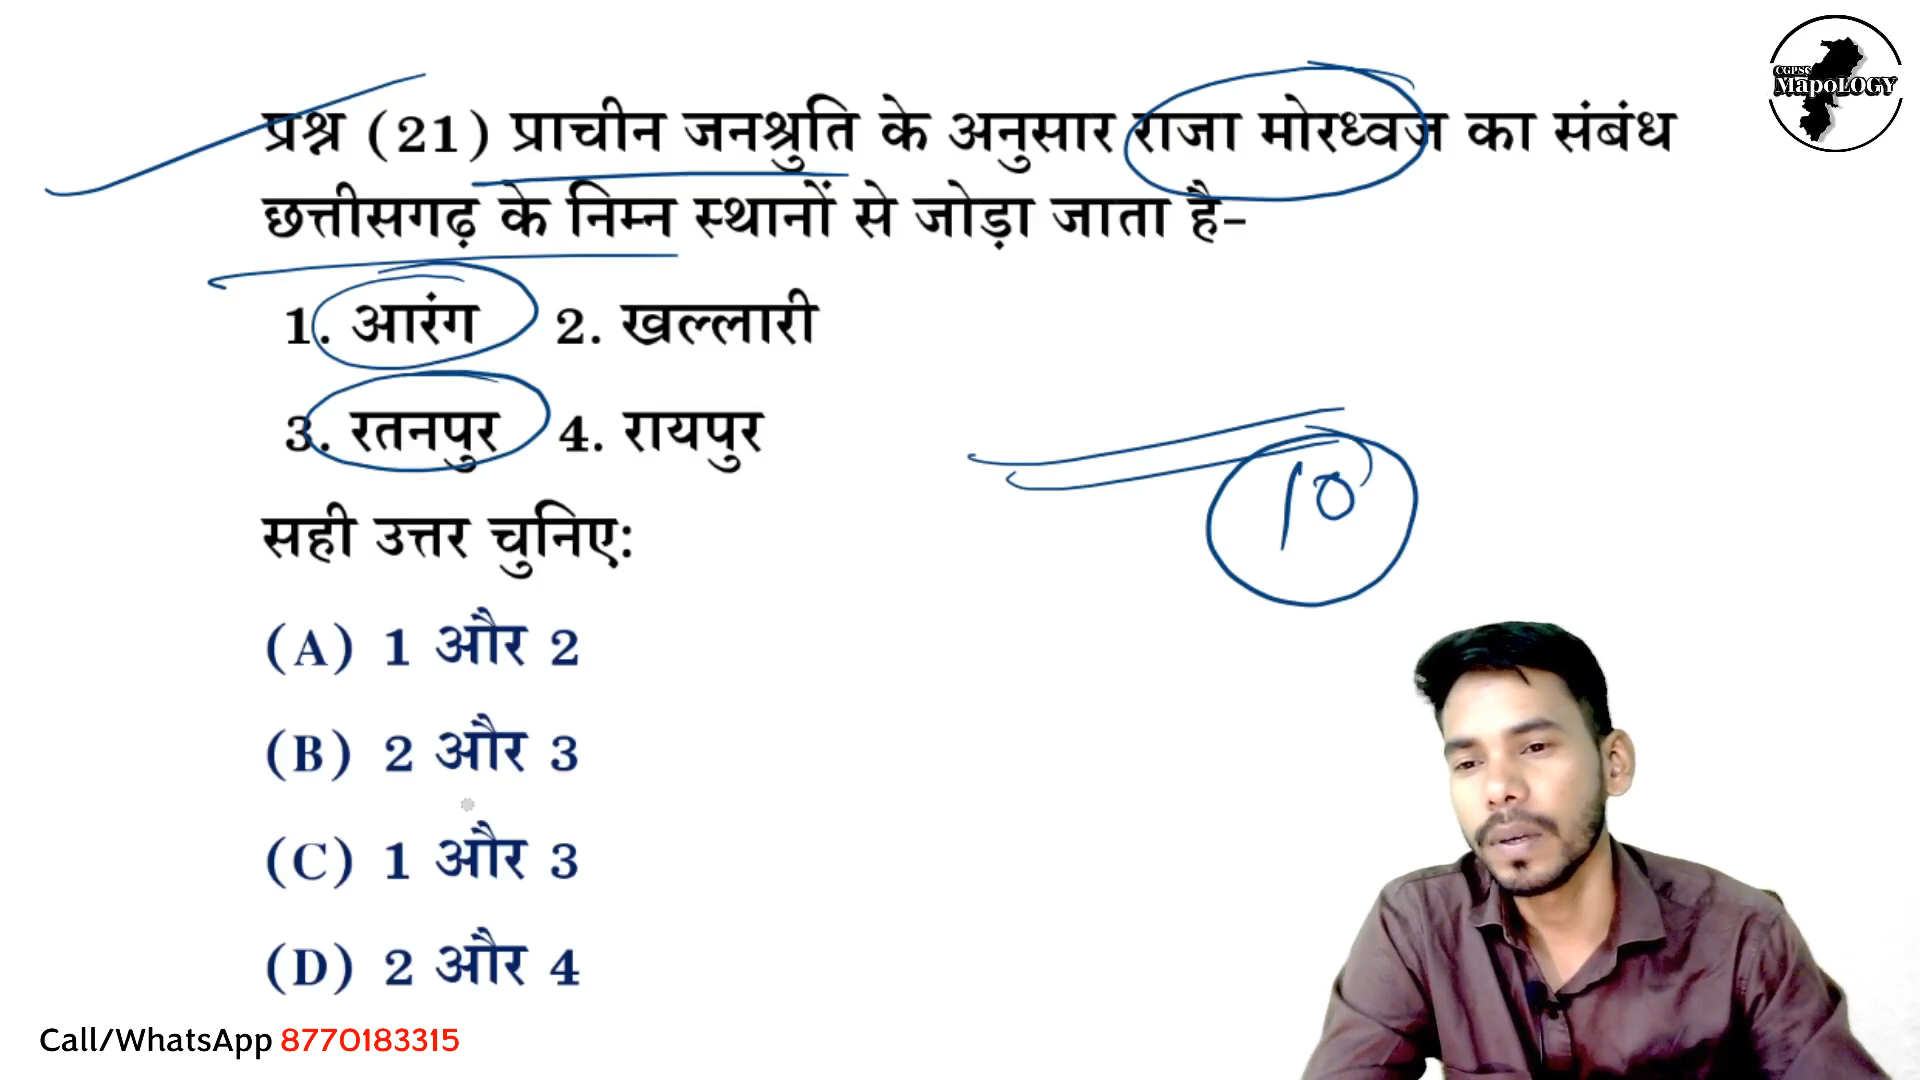 CGPSC
MapoLOGY
प्रश्न (21) प्राचीन जनश्रुति के अनुसार राजा मोरध्वज का संबंध
छत्तीसगढ़ के निम्न स्थानों से जोड़ा जाता है-
1. आरंग 2. खल्लारी
3. रतनपुर 4. रायपुर
10
सही उत्तर चुनिए:
(A) 1 और 2
(B) 2 और 3
(C) 1 और 3
(D) 2 और 4
Call/WhatsApp 8770183315